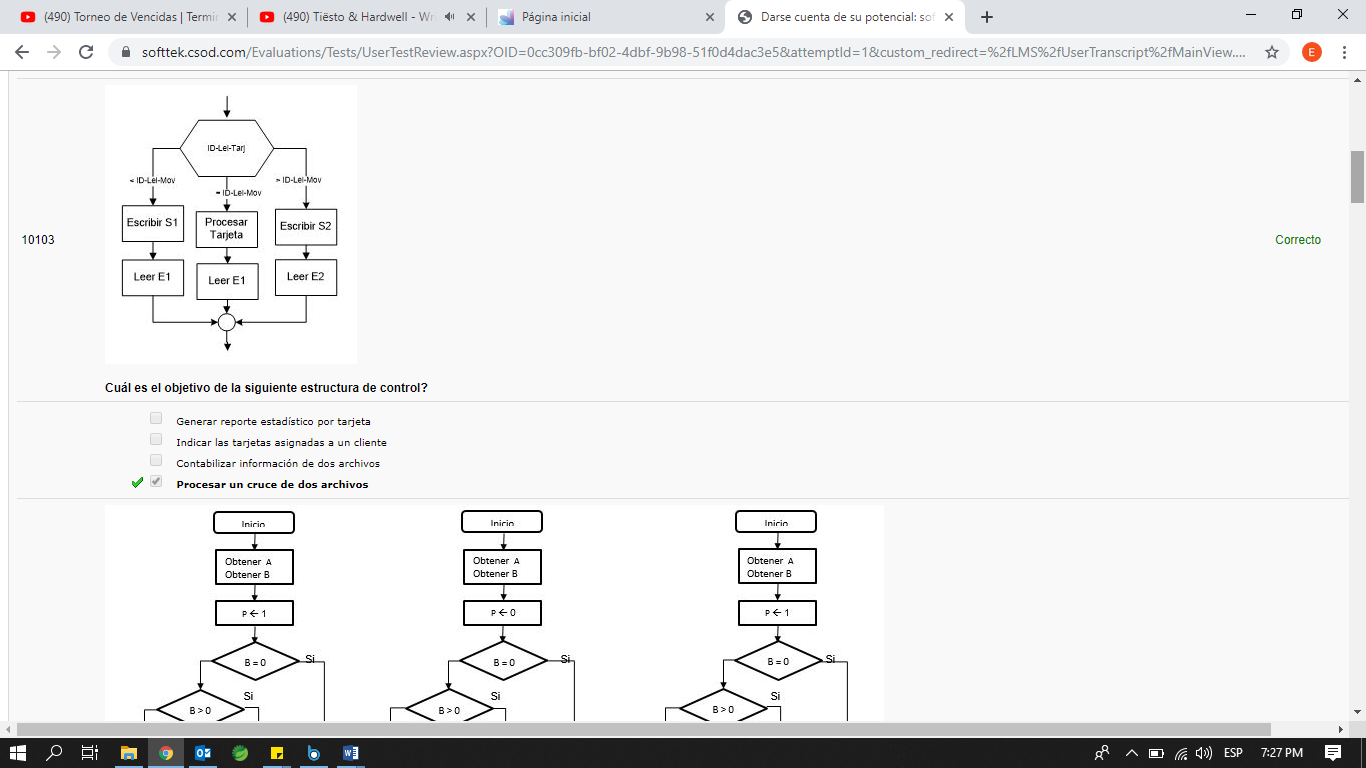 (490) Torneo de Vencidas | Termi
(490) Tiësto & Hardwell - Wr
Página inicial
Darse cuenta de su potencial: sof
softtek.csod.com/Evaluations/Tests/UserTestReview.aspx?OID=0cc309fb-bf02-4dbf-9b98-51f0d4dac3e5&attemptId=1&custom_redirect=%2fLMS%2fUserTranscript%2fMainView....
E
ID-Lel-Tarj
< ID-Lel-Mov
= ID-Lel-Mov
> ID-Lel-Mov
Escribir S1
Procesar
Tarjeta
Escribir S2
Leer E1
Leer E1
Leer E2
10103
Correcto
Cuál es el objetivo de la siguiente estructura de control?
Generar reporte estadístico por tarjeta
Indicar las tarjetas asignadas a un cliente
Contabilizar información de dos archivos
Procesar un cruce de dos archivos
Inicio
Inicio
Inicio
Obtener A
Obtener B
Obtener A
Obtener B
Obtener A
Obtener B
P ← 1
P ← 0
P ← 1
B = 0
Si
B = 0
Si
B = 0
Si
B > 0
Si
B > 0
Si
B > 0
Si
ESP
7:27 PM